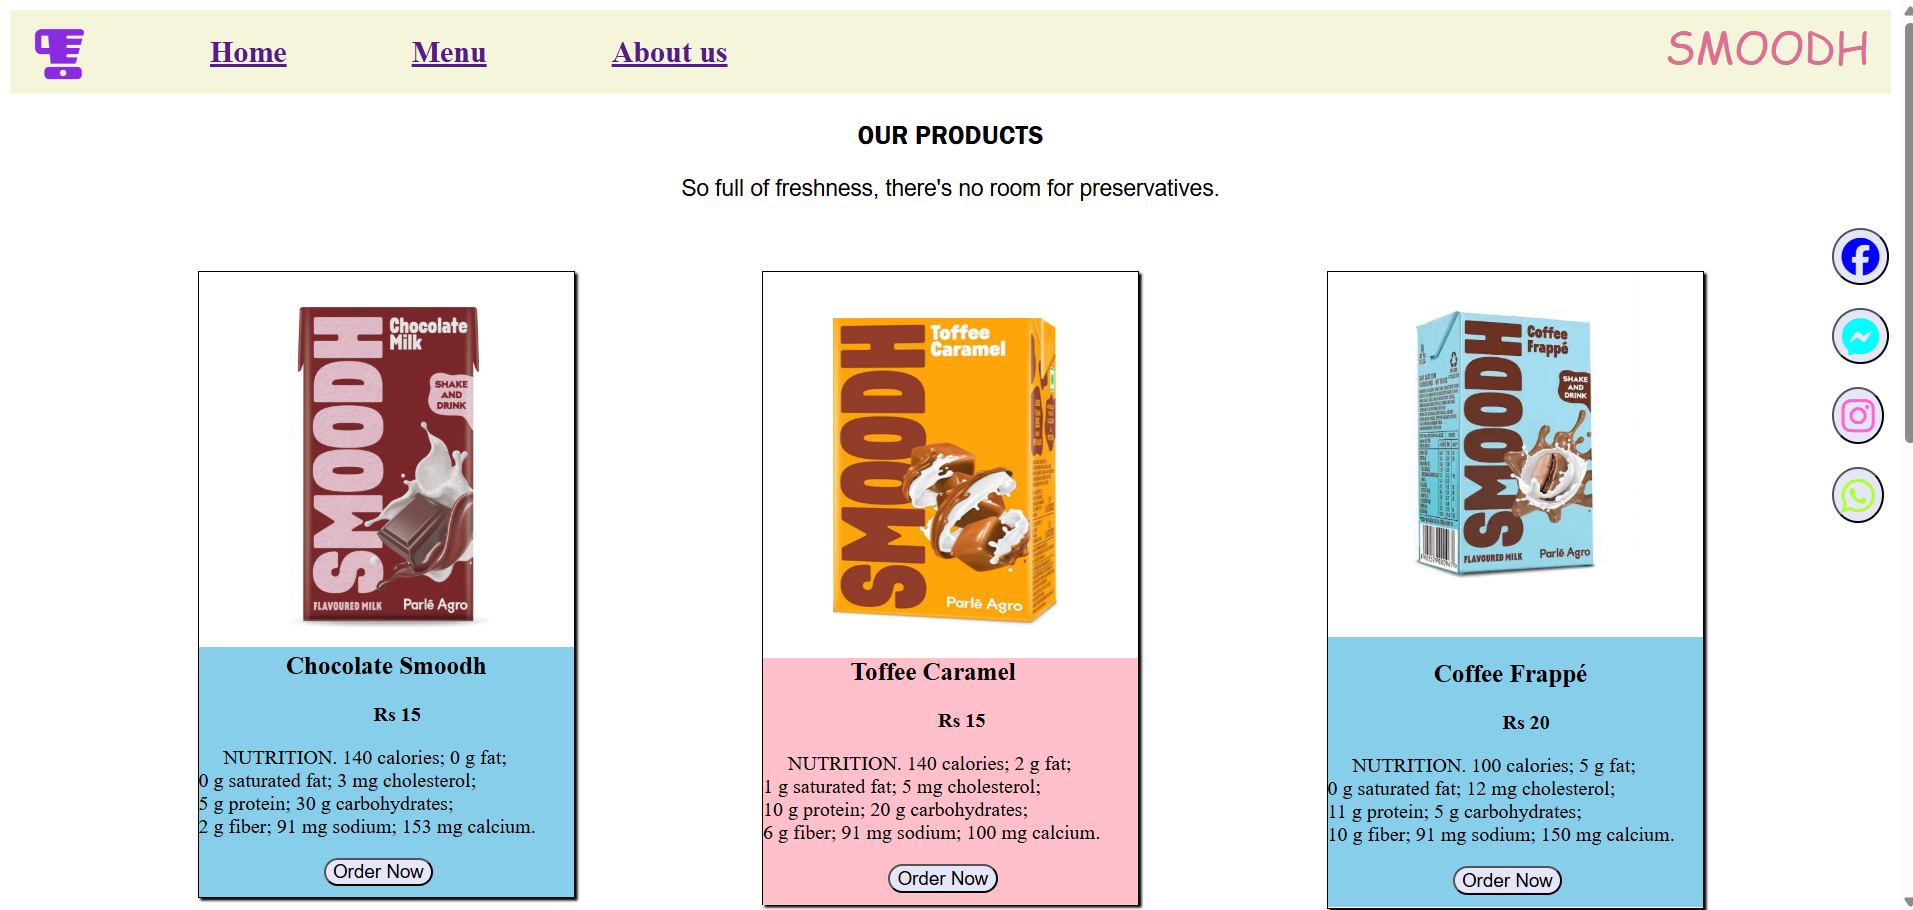 Home Menu About us SMOODH
OUR PRODUCTS
So full of freshness, there's no room for preservatives.
SMOODH
Chocolate
Milk
SHAKE
AND
DRINK
FLAVOURED MILK Parlé Agro
Chocolate Smoodh
Rs 15
NUTRITION. 140 calories; 0 g fat;
0 g saturated fat; 3 mg cholesterol;
5 g protein; 30 g carbohydrates;
2 g fiber; 91 mg sodium; 153 mg calcium.
Order Now
SMOODH
Toffee
Caramel
Parlé Agro
Toffee Caramel
Rs 15
NUTRITION. 140 calories; 2 g fat;
1 g saturated fat; 5 mg cholesterol;
10 g protein; 20 g carbohydrates;
6 g fiber; 91 mg sodium; 100 mg calcium.
Order Now
SMOODH
Coffee
Frappé
SHAKE
AND
DRINK
FLAVOURED MILK Parlé Agro
Coffee Frappé
Rs 20
NUTRITION. 100 calories; 5 g fat;
0 g saturated fat; 12 mg cholesterol;
11 g protein; 5 g carbohydrates;
10 g fiber; 91 mg sodium; 150 mg calcium.
Order Now